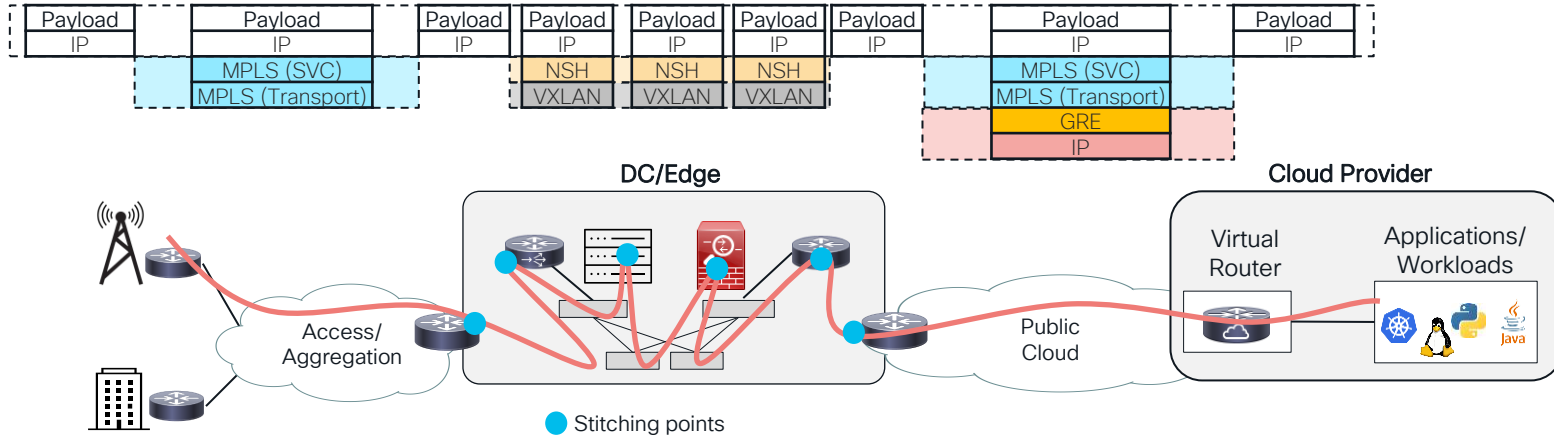 Payload Payload Payload Payload Payload Payload Payload Payload Payload
IP IP IP IP IP IP IP IP IP
MPLS (SVC) NSH NSH NSH MPLS (SVC)
MPLS (Transport) VXLAN VXLAN VXLAN MPLS (Transport)
GRE
IP
DC/Edge
Cloud Provider
Virtual
Router
Applications/
Workloads
Access/
Aggregation
Public
Cloud
Java
Stitching points